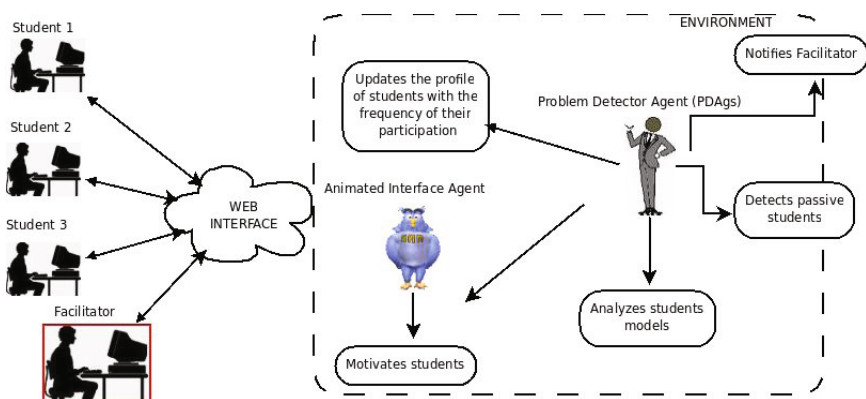 Student 1
Student 2
Student 3
Facilitator
WEB
INTERFACE
ENVIRONMENT
Updates the profile
of students with the
frequency of their
participation
Animated Interface Agent
Motivates students
Problem Detector Agent (PDAgs)
Notifies Facilitator
Detects passive
students
Analyzes students
models